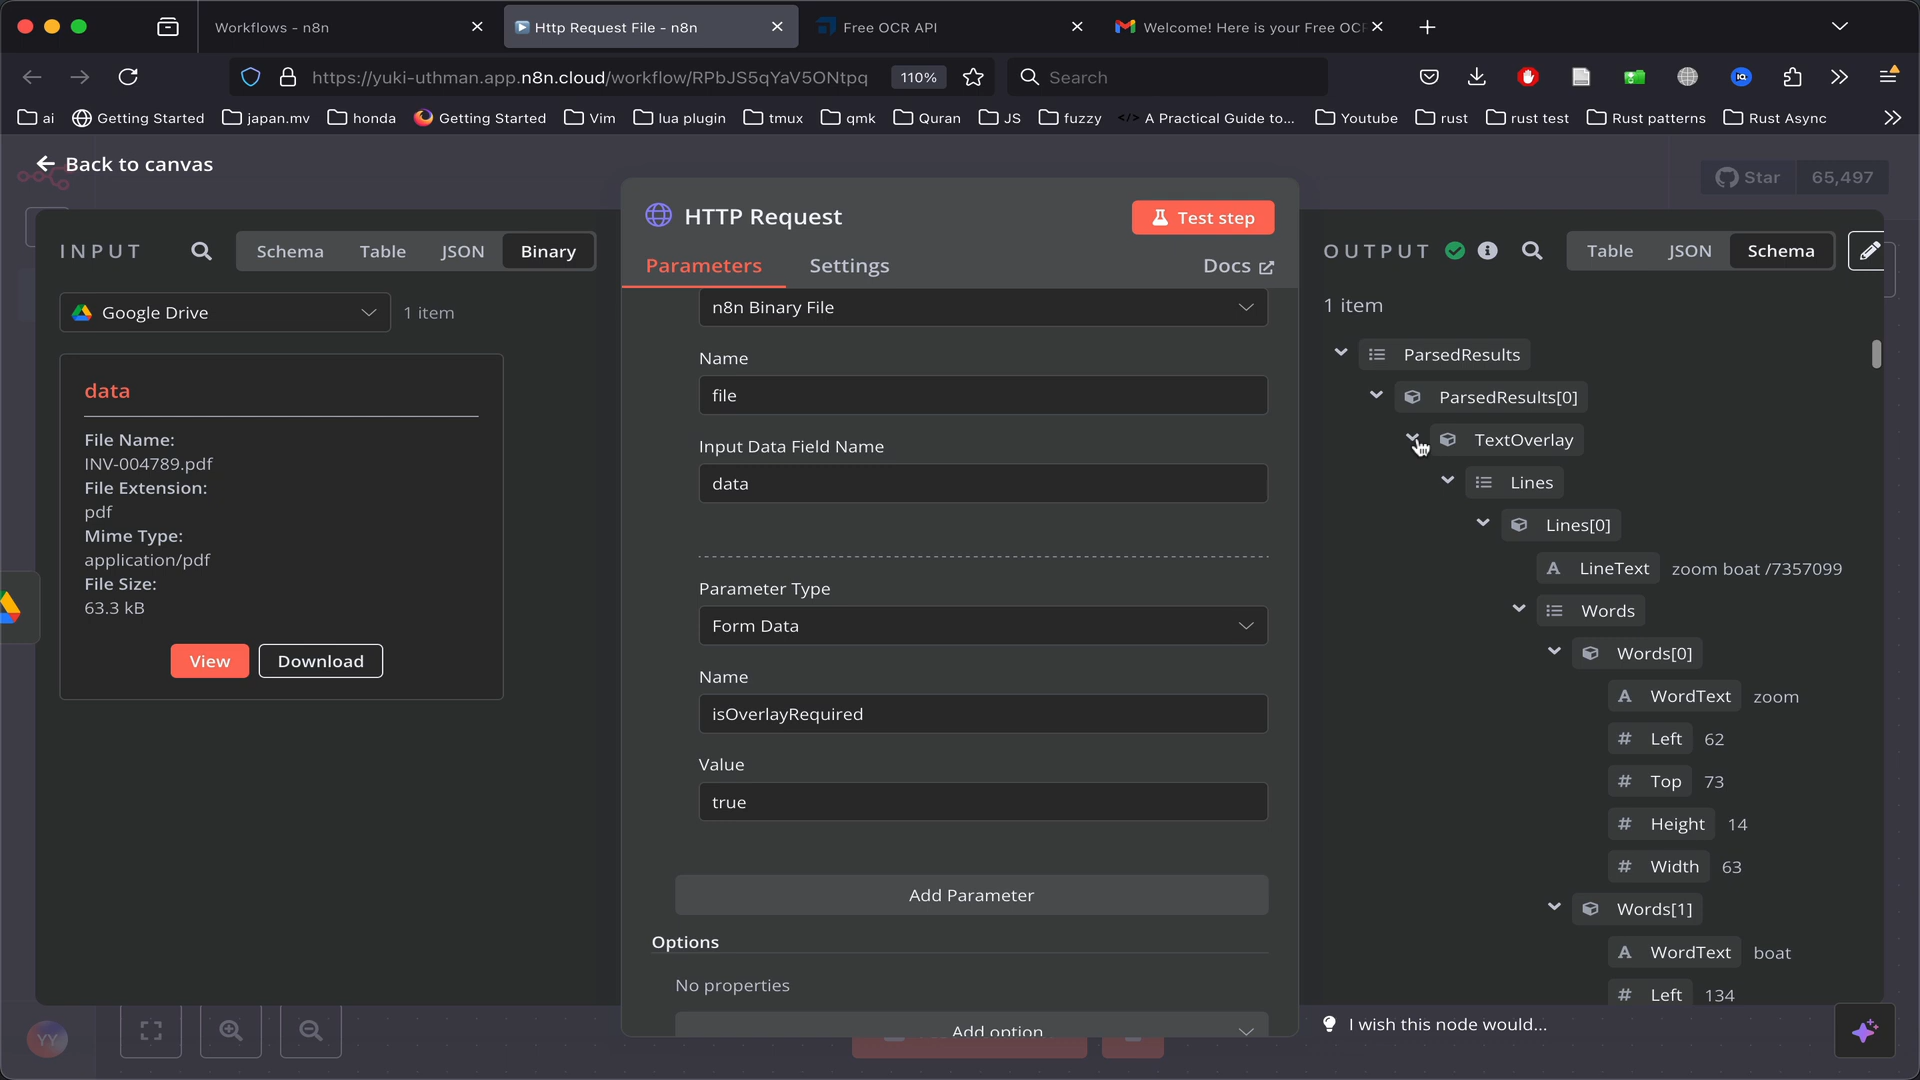 Workflows - n8n
Http Request File - n8n
Free OCR API
Welcome! Here is your Free OCR
https://yuki-uthman.app.n8n.cloud/workflow/RPbJS5qYaV5ONtpq
110%
Search
ai
Getting Started
japan.mv
honda
Getting Started
Vim
lua plugin
tmux
qmk
Quran
JS
fuzzy
</> A Practical Guide to...
Youtube
rust
rust test
Rust patterns
Rust Async
Back to canvas
Star
65,497
INPUT
Schema
Table
JSON
Binary
Google Drive
1 item
data
File Name:
INV-004789.pdf
File Extension:
pdf
Mime Type:
application/pdf
File Size:
63.3 kB
View
Download
HTTP Request
Test step
Parameters
Settings
Docs
n8n Binary File
Name
file
Input Data Field Name
data
Parameter Type
Form Data
Name
isOverlayRequired
Value
true
Add Parameter
Options
No properties
Add option
OUTPUT
Table
JSON
Schema
1 item
ParsedResults
ParsedResults[0]
TextOverlay
Lines
Lines[0]
A LineText zoom boat /7357099
Words
Words[0]
A WordText zoom
# Left 62
# Top 73
# Height 14
# Width 63
Words[1]
A WordText boat
# Left 134
I wish this node would...
YY